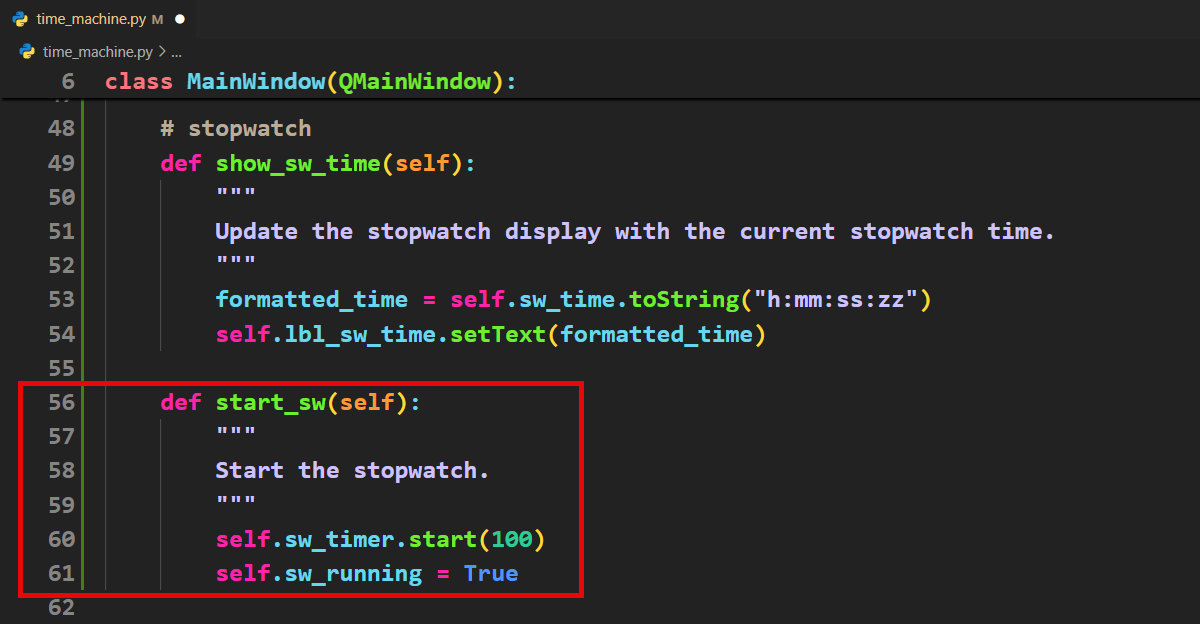 time_machine.py M
time_machine.py > ...
6 class MainWindow(QMainWindow):
48 # stopwatch
49 def show_sw_time(self):
50 """
51 Update the stopwatch display with the current stopwatch time.
52 """
53 formatted_time = self.sw_time.toString("h:mm:ss:zz")
54 self.lbl_sw_time.setText(formatted_time)
55
56 def start_sw(self):
57 """
58 Start the stopwatch.
59 """
60 self.sw_timer.start(100)
61 self.sw_running = True
62